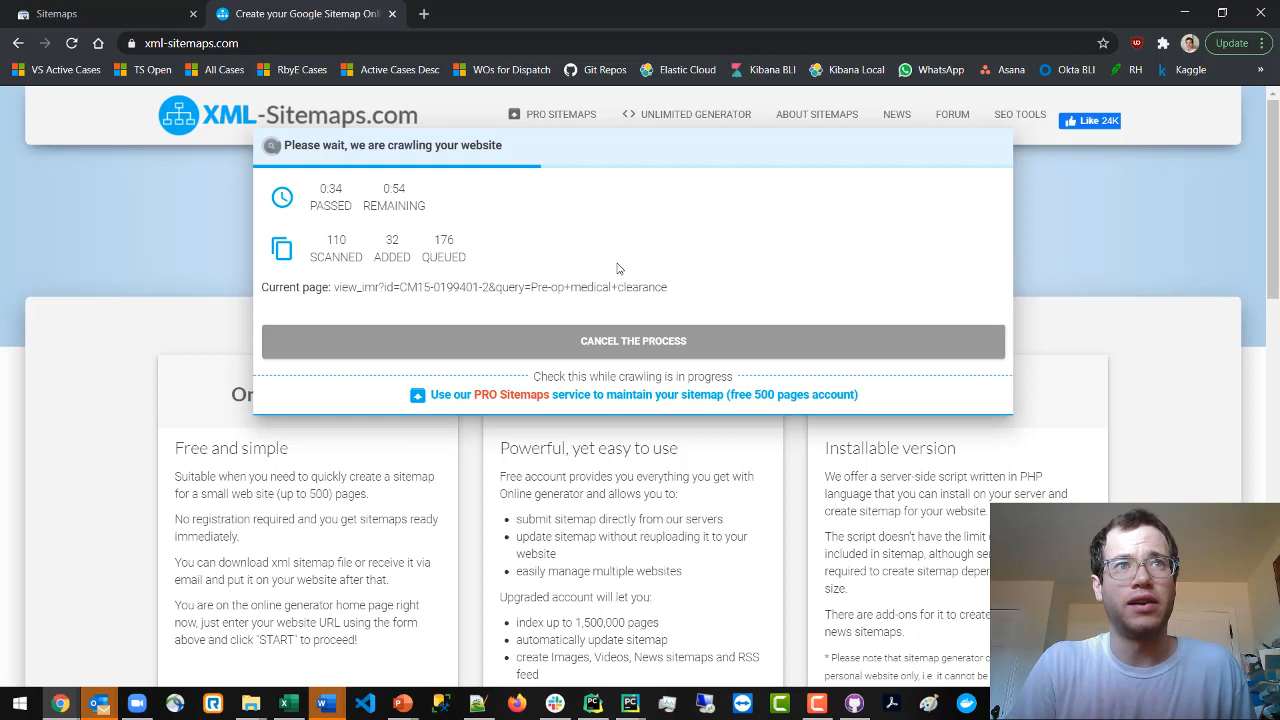 Sitemaps
Create your Google Sitemap Onli
xml-sitemaps.com
Update
VS Active Cases
TS Open
All Cases
RbyE Cases
Active Cases Dec
WOs for Dispatch
Git Repos
Elastic Cloud
Kibana BLI
Kibana Local
WhatsApp
Asana
Okta BLI
RH
Kaggle
»
XML-Sitemaps.com
PRO SITEMAPS
UNLIMITED GENERATOR
ABOUT SITEMAPS
NEWS
FORUM
SEO TOOLS
Like 24K
Please wait, we are crawling your website
0:34 0:54
PASSED REMAINING
110 32 176
SCANNED ADDED QUEUED
Current page: view_imr?id=CM15-0199401-2&query=Pre-op+medical+clearance
CANCEL THE PROCESS
Check this while crawling is in progress
Use our PRO Sitemaps service to maintain your sitemap (free 500 pages account)
Free and simple
Suitable when you need to quickly create a sitemap
for a small web site (up to 500) pages.
No registration required and you get sitemaps ready
immediately.
You can download xml sitemap file or receive it via
email and put it on your website after that.
You are on the online generator home page right
now, just enter your website URL using the form
above and click "START" to proceed!
Powerful, yet easy to use
Free account provides you everything you get with
Online generator and allows you to:
• submit sitemap directly from our servers
• update sitemap without reuploading it to your
website
• easily manage multiple websites
Upgraded account will let you:
• index up to 1,500,000 pages
• automatically update sitemap
• create Images, Videos, News sitemaps and RSS
feed
Installable version
We offer a server-side script written in PHP
language that you can install on your server and
create sitemap for your website.
The script doesn't have the limit
included in sitemap, although
required to create sitemap
size.
There are add-ons for it to
news sitemaps.
* Please note that sitemap generator
personal website only, i.e. it cannot be